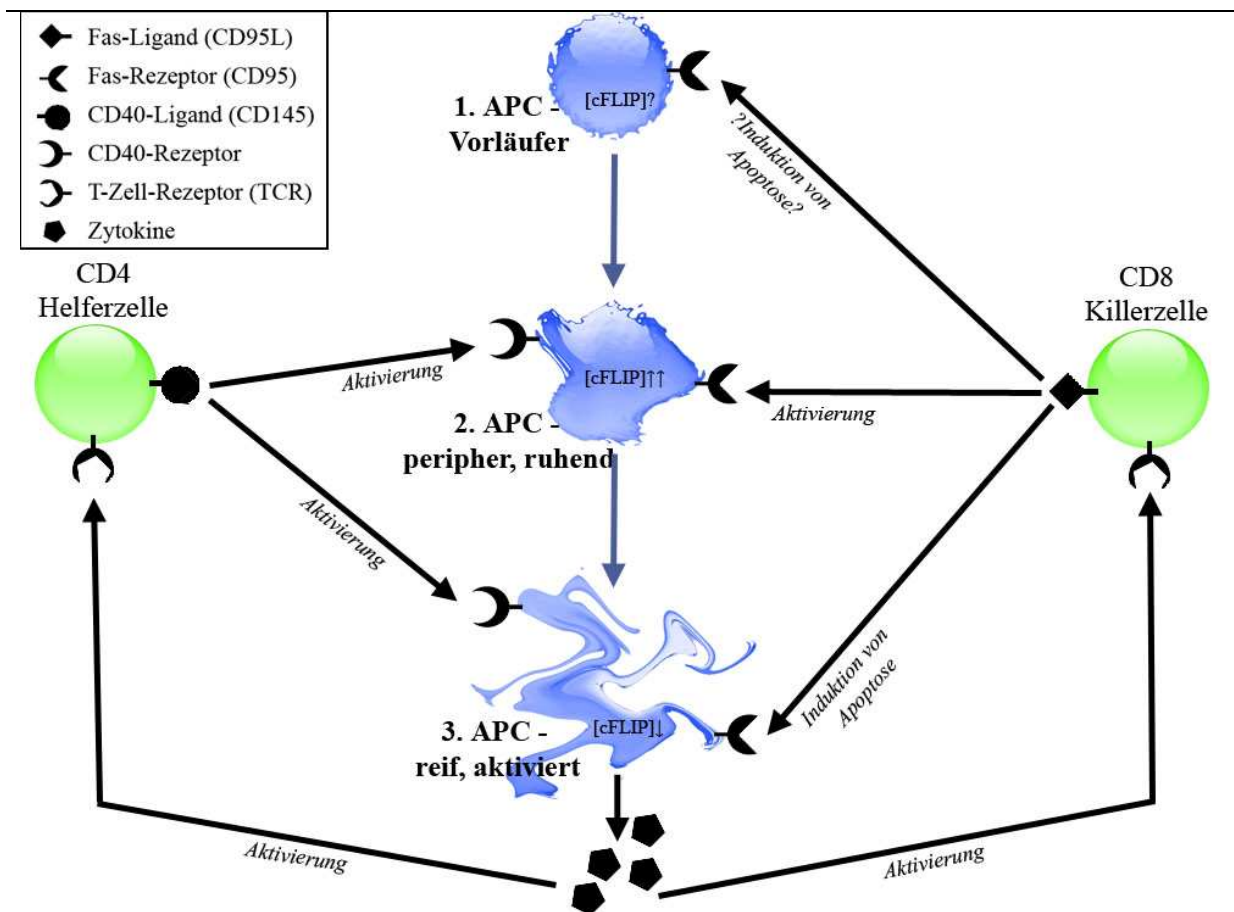 Fas-Ligand (CD95L)
Fas-Rezeptor (CD95)
CD40-Ligand (CD145)
CD40-Rezeptor
T-Zell-Rezeptor (TCR)
Zytokine
[cFLIP]?
1. APC -
Vorläufer
?Induktion von
Apoptose?
CD4
Helferzelle
CD8
Killerzelle
Aktivierung
[cFLIP]↑↑
Aktivierung
2. APC -
peripher, ruhend
Aktivierung
Induktion von
Apoptose
[cFLIP]↓
3. APC -
reif, aktiviert
Aktivierung
Aktivierung